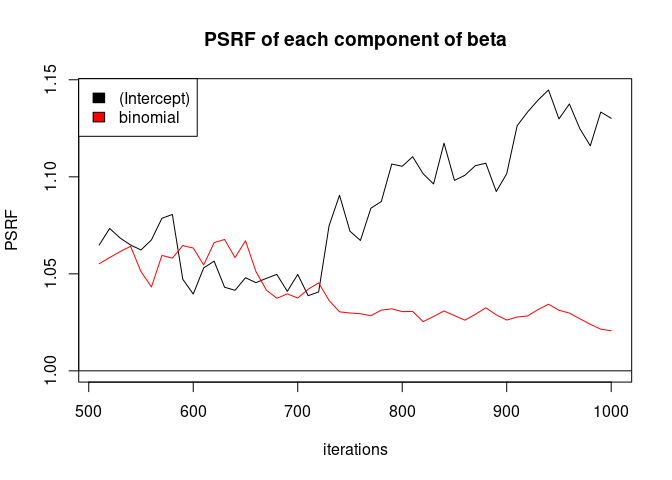 PSRF of each component of beta
(Intercept)
binomial
PSRF
1.15
1.10
1.05
1.00
500 600 700 800 900 1000
iterations